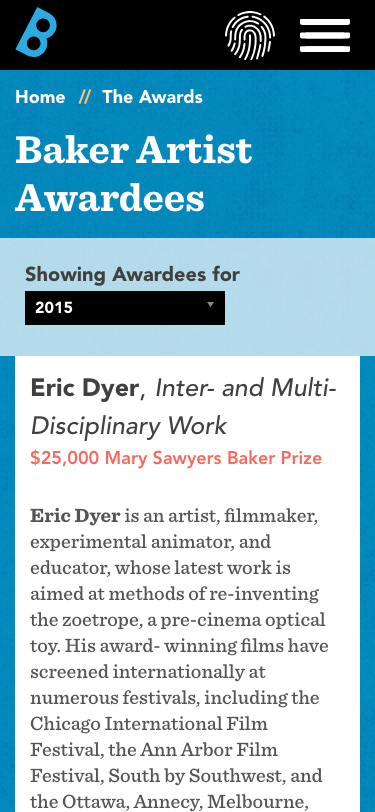 B
Home // The Awards
Baker Artist
Awardees
Showing Awardees for
2015
Eric Dyer, Inter- and Multi-
Disciplinary Work
$25,000 Mary Sawyers Baker Prize
Eric Dyer is an artist, filmmaker,
experimental animator, and
educator, whose latest work is
aimed at methods of re-inventing
the zoetrope, a pre-cinema optical
toy. His award- winning films have
screened internationally at
numerous festivals, including the
Chicago International Film
Festival, the Ann Arbor Film
Festival, South by Southwest, and
the Ottawa, Annecy, Melbourne,